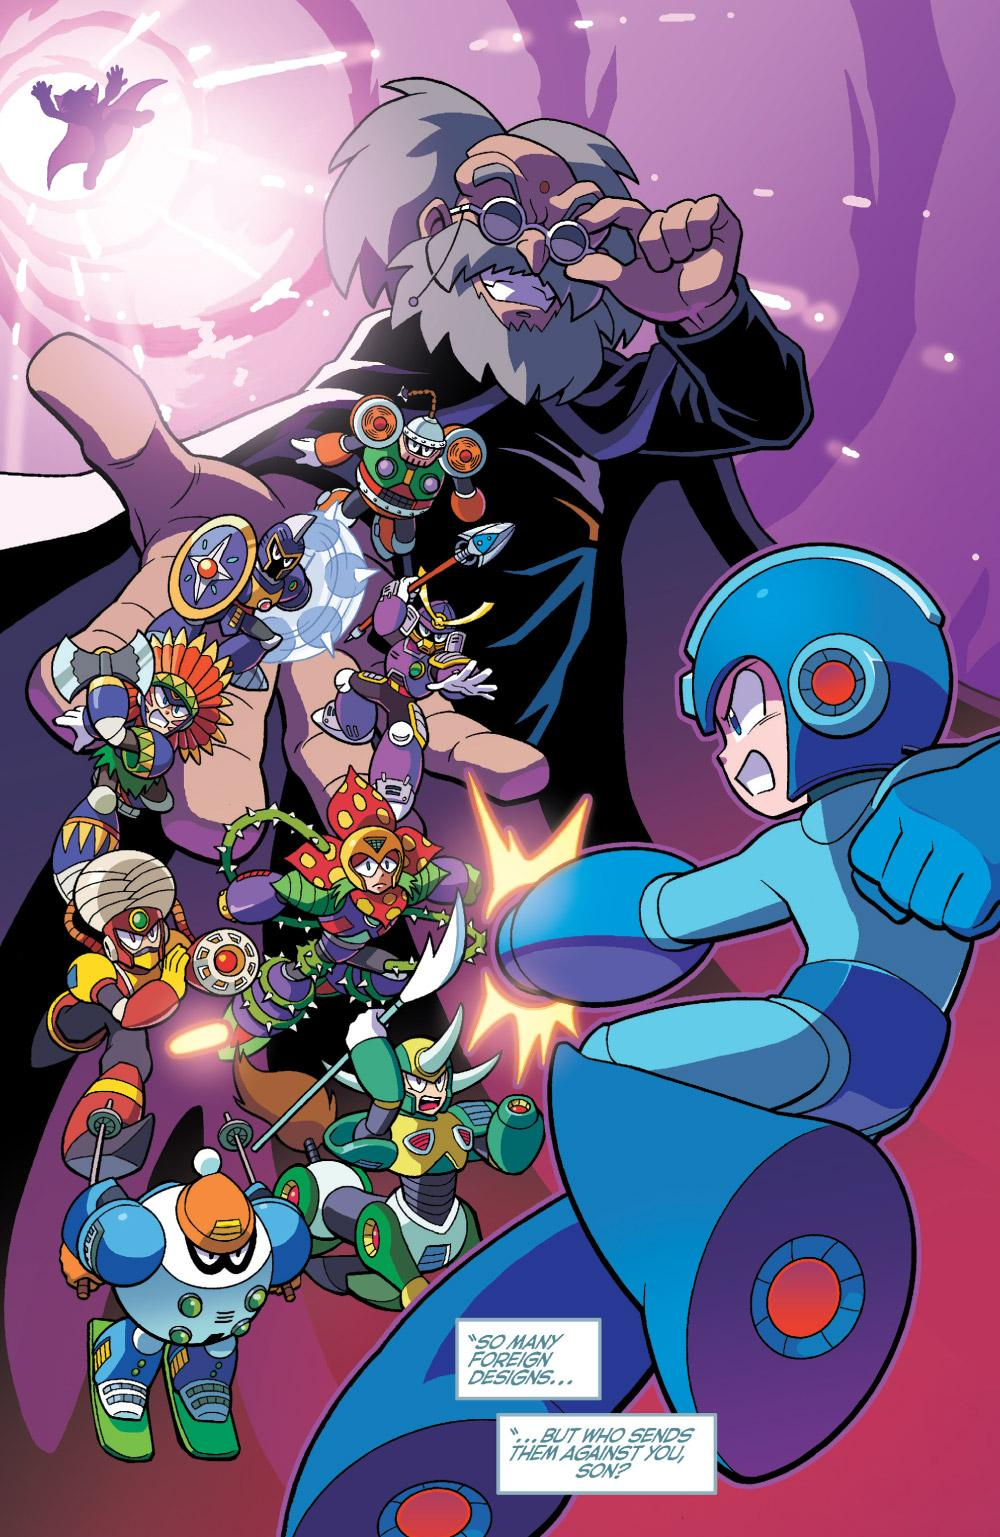 "SO MANY
FOREIGN
DESIGNS...
"...BUT WHO SENDS
THEM AGAINST YOU,
SON?